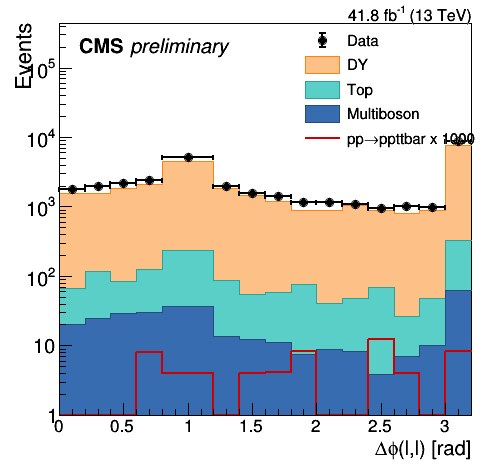 41.8 fb⁻¹ (13 TeV)
Events
CMS preliminary
Data
DY
Top
Multiboson
pp→ppttbar x 1000
10⁵
10⁴
10³
10²
10
1
0 0.5 1 1.5 2 2.5 3
Δϕ(l,l) [rad]